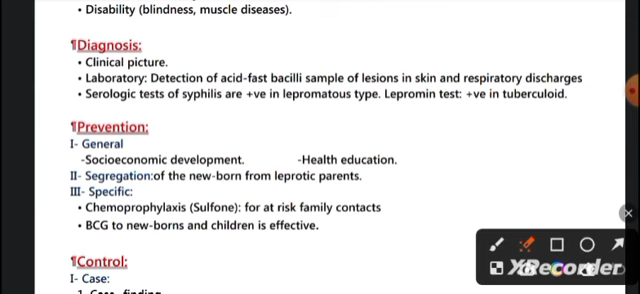 • Disability (blindness, muscle diseases).
¶Diagnosis:
• Clinical picture.
• Laboratory: Detection of acid-fast bacilli sample of lesions in skin and respiratory discharges
• Serologic tests of syphilis are +ve in lepromatous type. Lepromin test: +ve in tuberculoid.
¶Prevention:
I- General
-Socioeconomic development. -Health education.
II- Segregation:of the new-born from leprotic parents.
III- Specific:
• Chemoprophylaxis (Sulfone): for at risk family contacts
• BCG to new-borns and children is effective.
¶Control:
I- Case:
1. Case finding
XRecorder